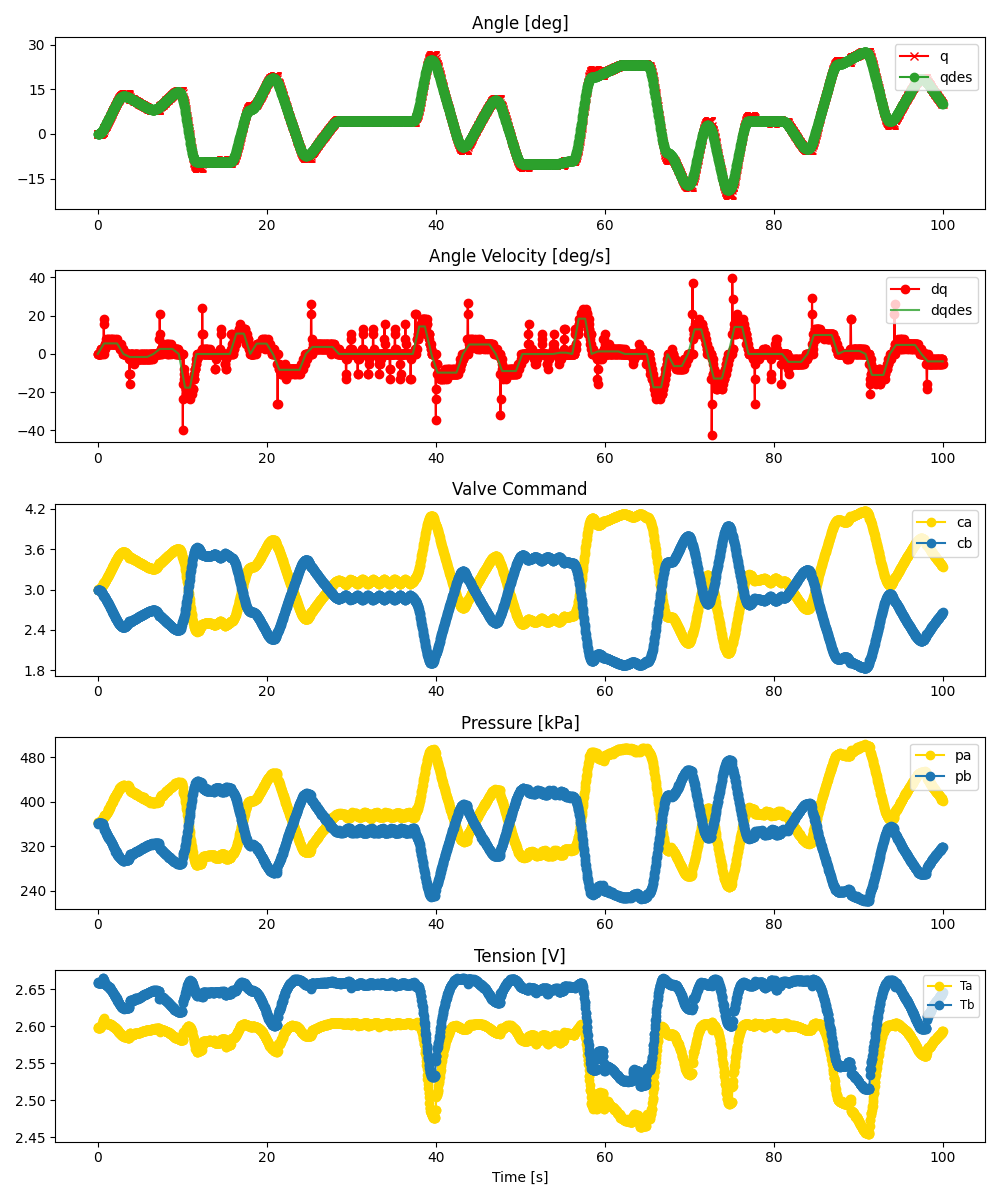 Angle [deg]
30
15
0
−15
q
qdes
0 20 40 60 80 100
Angle Velocity [deg/s]
40
20
0
−20
−40
dq
dqdes
0 20 40 60 80 100
Valve Command
4.2
3.6
3.0
2.4
1.8
ca
cb
0 20 40 60 80 100
Pressure [kPa]
480
400
320
240
pa
pb
0 20 40 60 80 100
Tension [V]
2.65
2.60
2.55
2.50
2.45
Ta
Tb
0 20 40 60 80 100
Time [s]